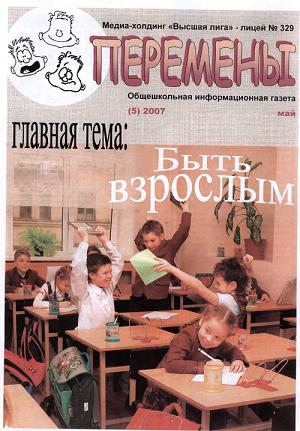 Медиа-холдинг «Высшая лига» - лицей № 329
ПЕРЕМЕНЫ
Общешкольная информационная газета
(5) 2007
май
главная тема:
Быть
взрослым